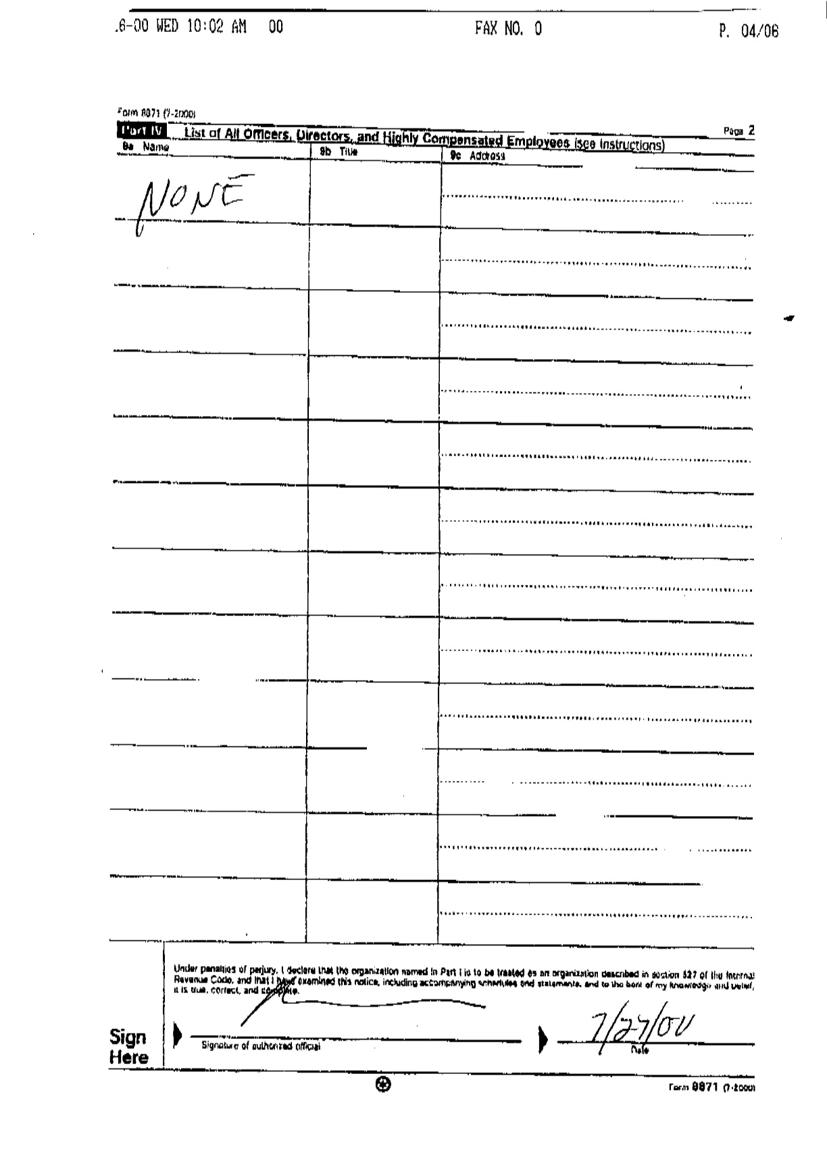 .6-00 WED 10:02 AM 00 FAX NO. 0 P. 04/06
Form 8871 (7-2000) Page 2
Part IV List of All Officers, Directors, and Highly Compensated Employees (see instructions)
9a Name 9b Title 9c Address
NONE
Under penalties of perjury, I declare that the organization named in Part I is to be treated as an organization described in section 527 of the Internal
Revenue Code, and that I have examined this notice, including accompanying schedules and statements, and to the best of my knowledge and belief,
it is true, correct, and complete.
Sign
Here
Signature of authorized official
7/27/00
Date
Form 8871 (7-2000)